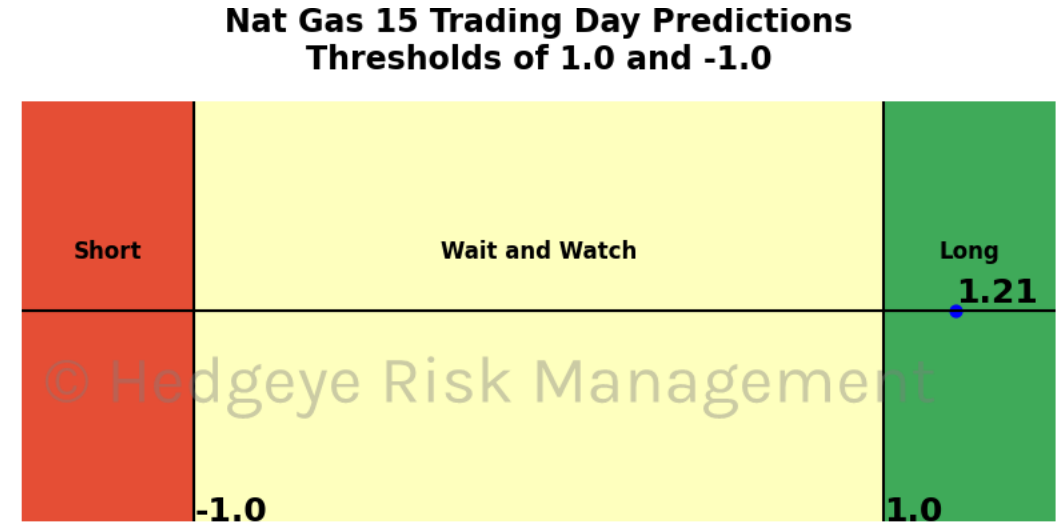 Nat Gas 15 Trading Day Predictions
Thresholds of 1.0 and -1.0
Short
Wait and Watch
Long
1.21
© Hedgeye Risk Management
-1.0
1.0